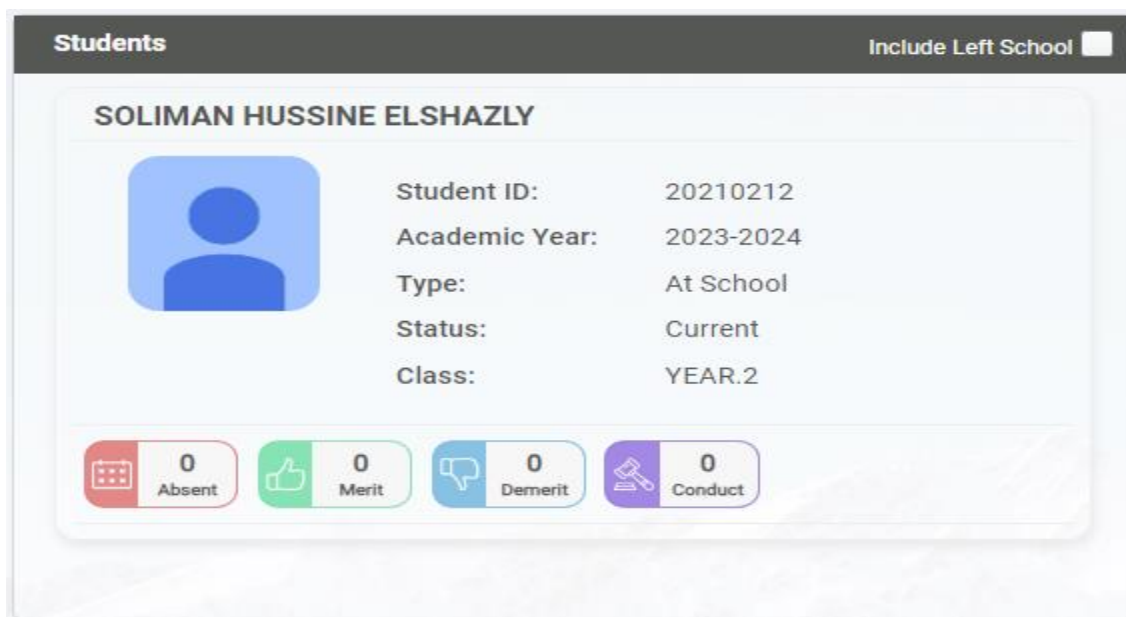 Students Include Left School
SOLIMAN HUSSINE ELSHAZLY
Student ID: 20210212
Academic Year: 2023-2024
Type: At School
Status: Current
Class: YEAR.2
0 0 0 0
Absent Merit Demerit Conduct